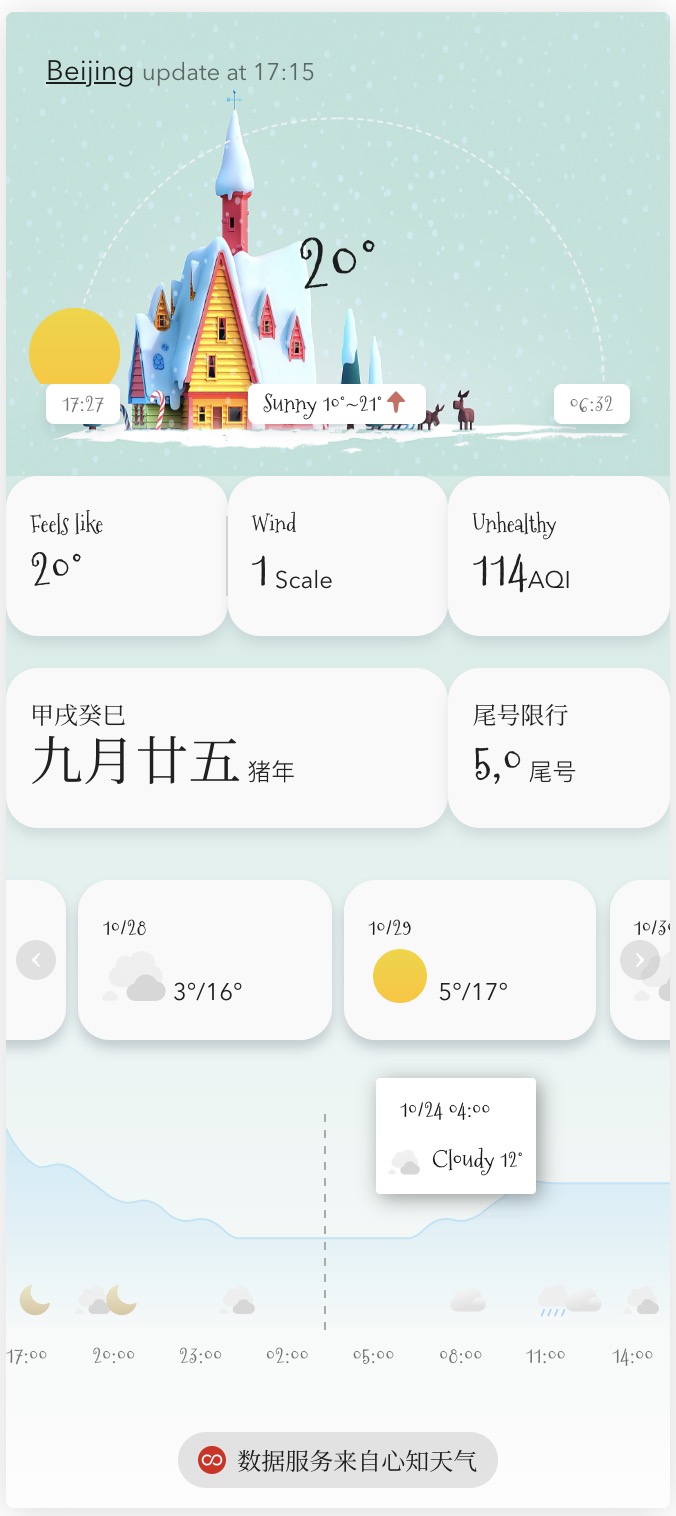 Beijing update at 17:15
20°
17:27
Sunny 10°~21°
06:32
Feels like
20°
Wind
1 Scale
Unhealthy
114AQI
甲戌癸巳
九月廿五 猪年
尾号限行
5,0 尾号
10/28
3°/16°
10/29
5°/17°
10/24 04:00
Cloudy 12°
17:00 20:00 23:00 02:00 05:00 08:00 11:00 14:00
数据服务来自心知天气